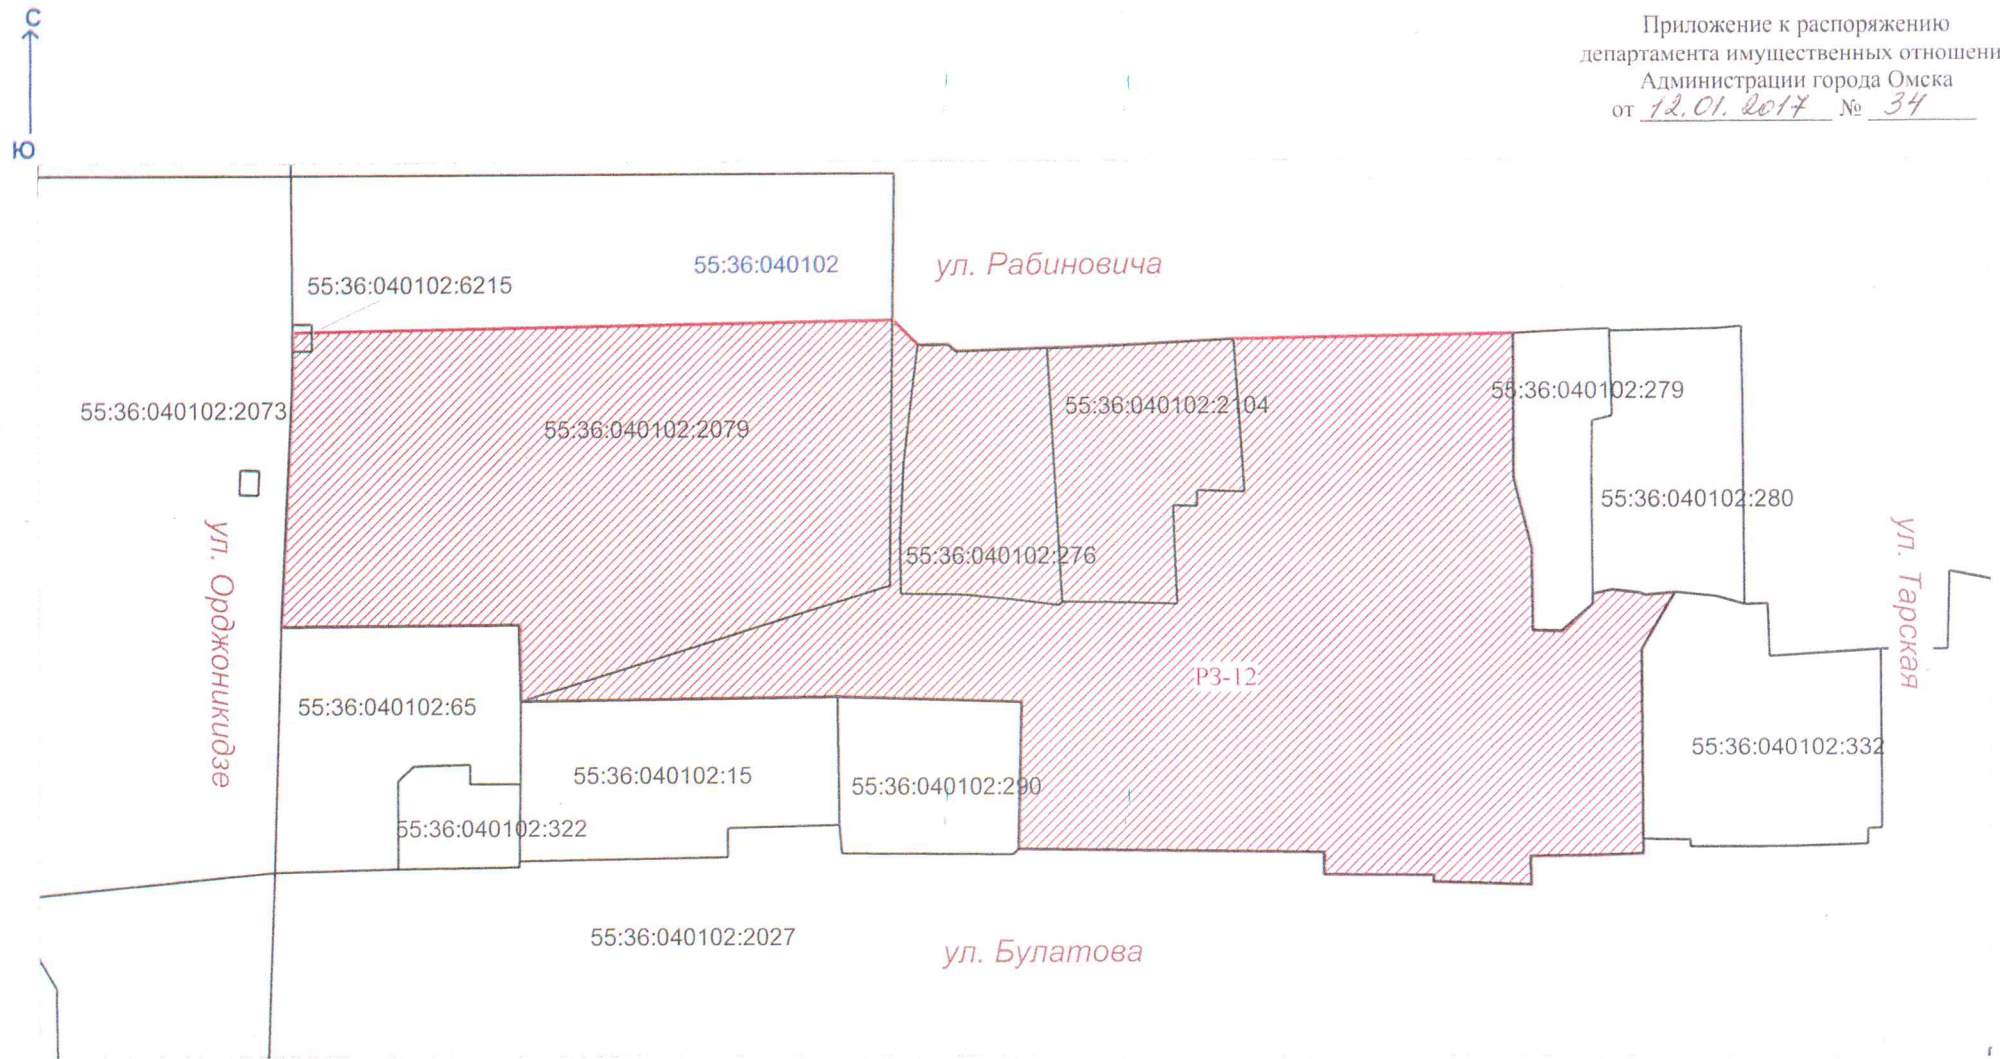 С
Ю
Приложение к распоряжению
департамента имущественных отношени
Администрации города Омска
от 12.01.2017 № 34
55:36:040102
ул. Рабиновича
55:36:040102:6215
55:36:040102:2073
55:36:040102:2079
55:36:040102:2104
55:36:040102:279
55:36:040102:280
55:36:040102:276
ул. Орджоникидзе
ул. Тарская
РЗ-12
55:36:040102:65
55:36:040102:332
55:36:040102:15
55:36:040102:290
55:36:040102:322
55:36:040102:2027
ул. Булатова